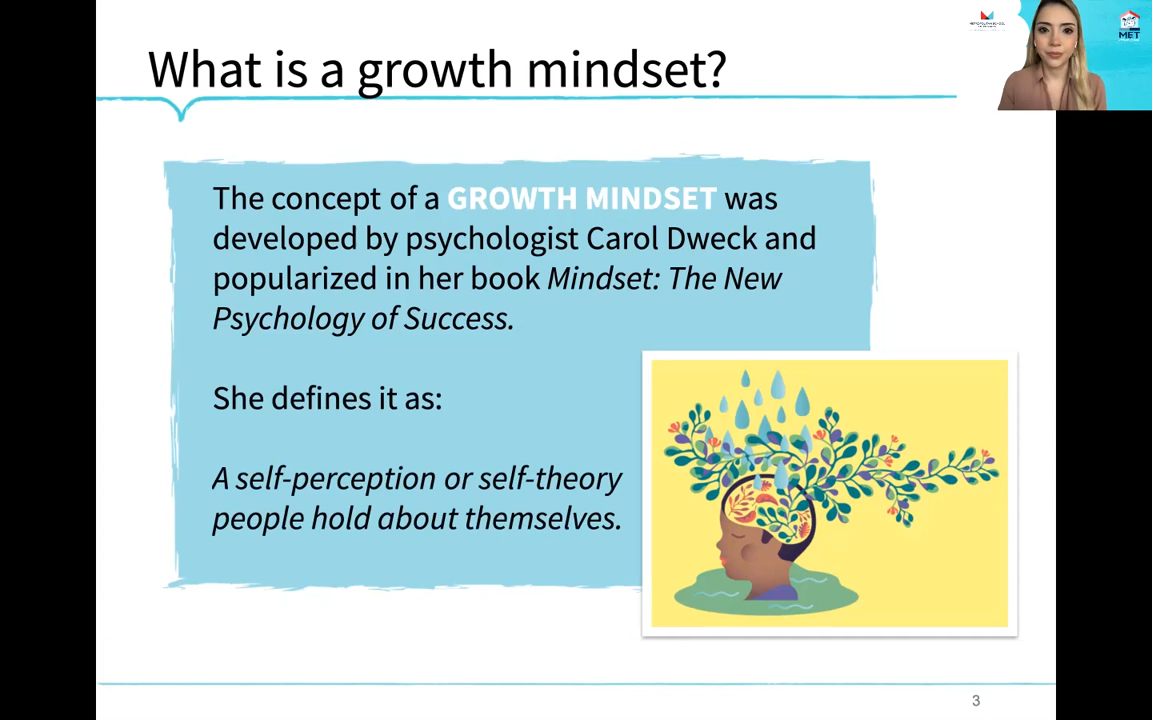 What is a growth mindset?
MET
The concept of a GROWTH MINDSET was
developed by psychologist Carol Dweck and
popularized in her book Mindset: The New
Psychology of Success.
She defines it as:
A self-perception or self-theory
people hold about themselves.
3